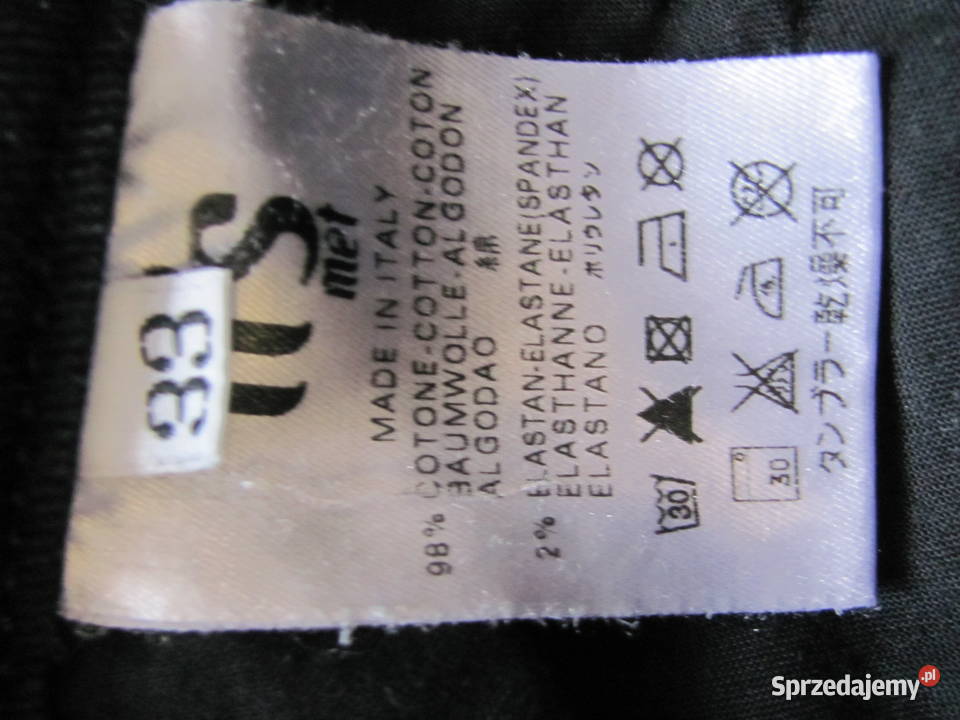 33
met
MADE IN ITALY
98% COTONE-COTTON-COTON
BAUMWOLLE-ALGODON
ALGODAO 綿
2% ELASTAN-ELASTANE(SPANDEX)
ELASTHANNE-ELASTHAN
ELASTANO ポリウレタン
30
30
タンブラー乾燥不可
Sprzedajemy.pl